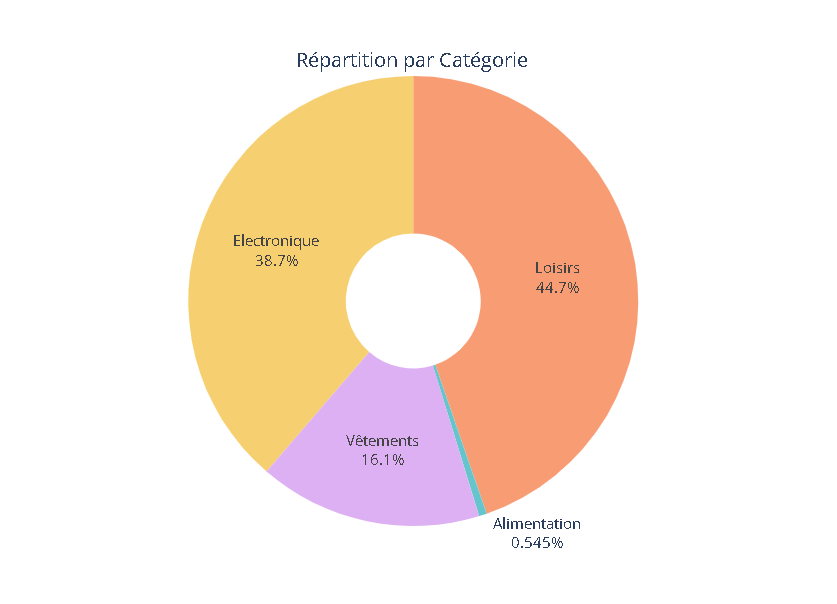 Répartition par Catégorie
Electronique
38.7%
Loisirs
44.7%
Vêtements
16.1%
Alimentation
0.545%